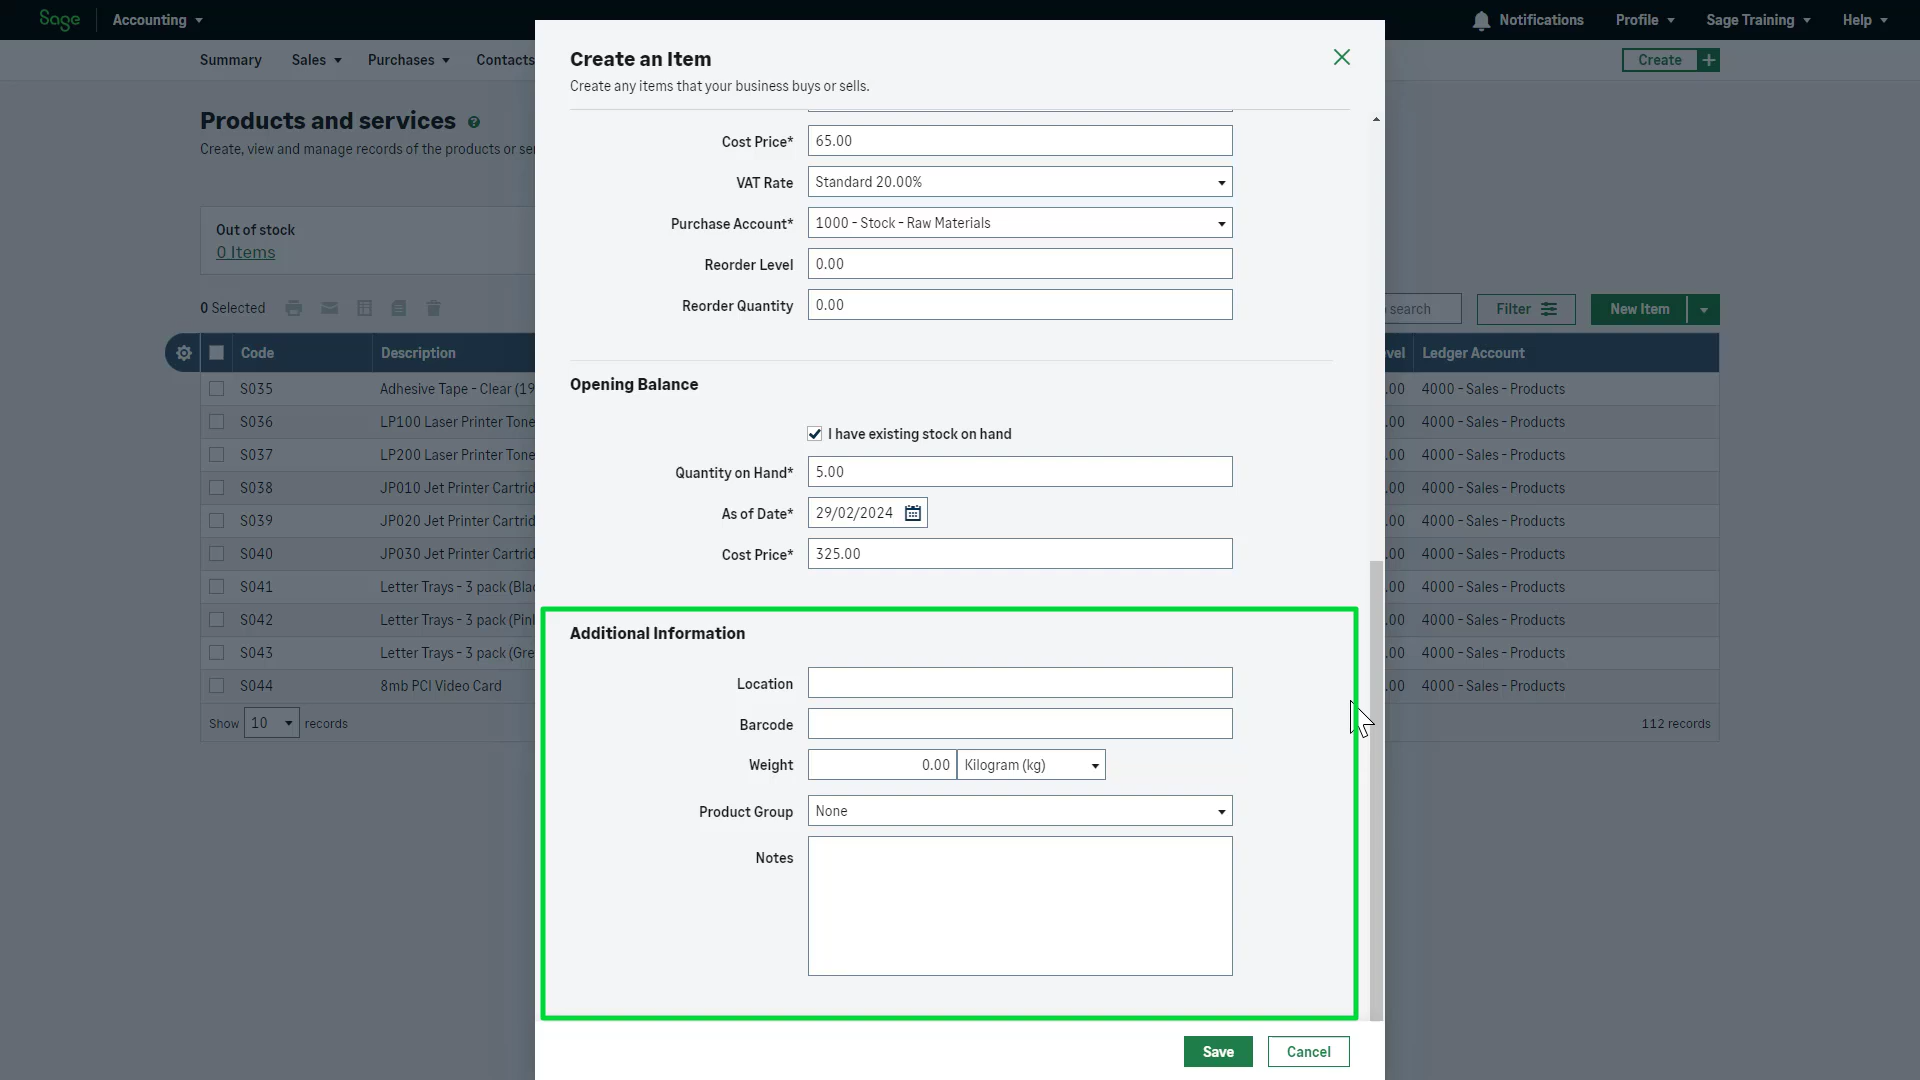 Sage
Accounting
Notifications
Profile
Sage Training
Help
Summary
Sales
Purchases
Contacts
Create
Products and services
Create, view and manage records of the products or
Out of stock
0 Items
0 Selected
search
Filter
New Item
Code
Description
Ledger Account
S035 Adhesive Tape - Clear (19 .00 4000 - Sales - Products
S036 LP100 Laser Printer Tone .00 4000 - Sales - Products
S037 LP200 Laser Printer Tone .00 4000 - Sales - Products
S038 JP010 Jet Printer Cartrid .00 4000 - Sales - Products
S039 JP020 Jet Printer Cartrid .00 4000 - Sales - Products
S040 JP030 Jet Printer Cartrid .00 4000 - Sales - Products
S041 Letter Trays - 3 pack (Blac .00 4000 - Sales - Products
S042 Letter Trays - 3 pack (Pin .00 4000 - Sales - Products
S043 Letter Trays - 3 pack (Gre .00 4000 - Sales - Products
S044 8mb PCI Video Card .00 4000 - Sales - Products
Show 10 records
112 records
Create an Item
Create any items that your business buys or sells.
Cost Price* 65.00
VAT Rate Standard 20.00%
Purchase Account* 1000 - Stock - Raw Materials
Reorder Level 0.00
Reorder Quantity 0.00
Opening Balance
I have existing stock on hand
Quantity on Hand* 5.00
As of Date* 29/02/2024
Cost Price* 325.00
Additional Information
Location
Barcode
Weight 0.00 Kilogram (kg)
Product Group None
Notes
Save
Cancel